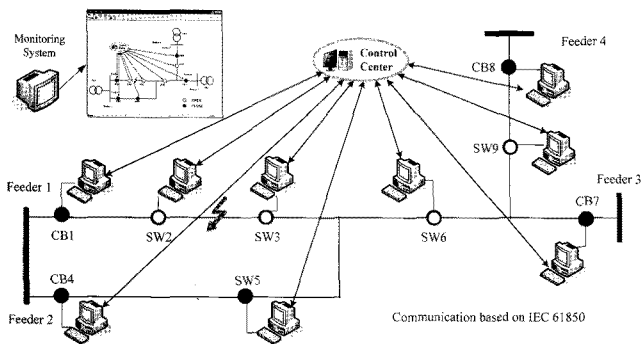 Monitoring
System
Control
Center
Feeder 4
CB8
SW9
Feeder 1
Feeder 3
CB1
SW2
SW3
SW6
CB7
CB4
SW5
Feeder 2
Communication based on IEC 61850